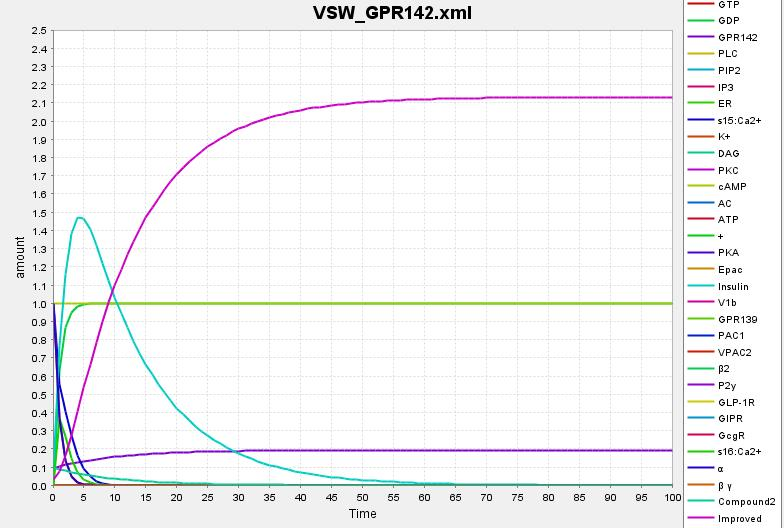 VSW_GPR142.xml
2.5
2.4
2.3
2.2
2.1
2.0
1.9
1.8
1.7
1.6
1.5
1.4
1.3
1.2
1.1
1.0
0.9
0.8
0.7
0.6
0.5
0.4
0.3
0.2
0.1
0.0
amount
0 5 10 15 20 25 30 35 40 45 50 55 60 65 70 75 80 85 90 95 100
Time
GTP
GDP
GPR142
PLC
PIP2
IP3
ER
s15:Ca2+
K+
DAG
PKC
cAMP
AC
ATP
+
PKA
Epac
Insulin
V1b
GPR139
PAC1
VPAC2
β2
P2y
GLP-1R
GIPR
GcgR
s16:Ca2+
α
β γ
Compound2
Improved